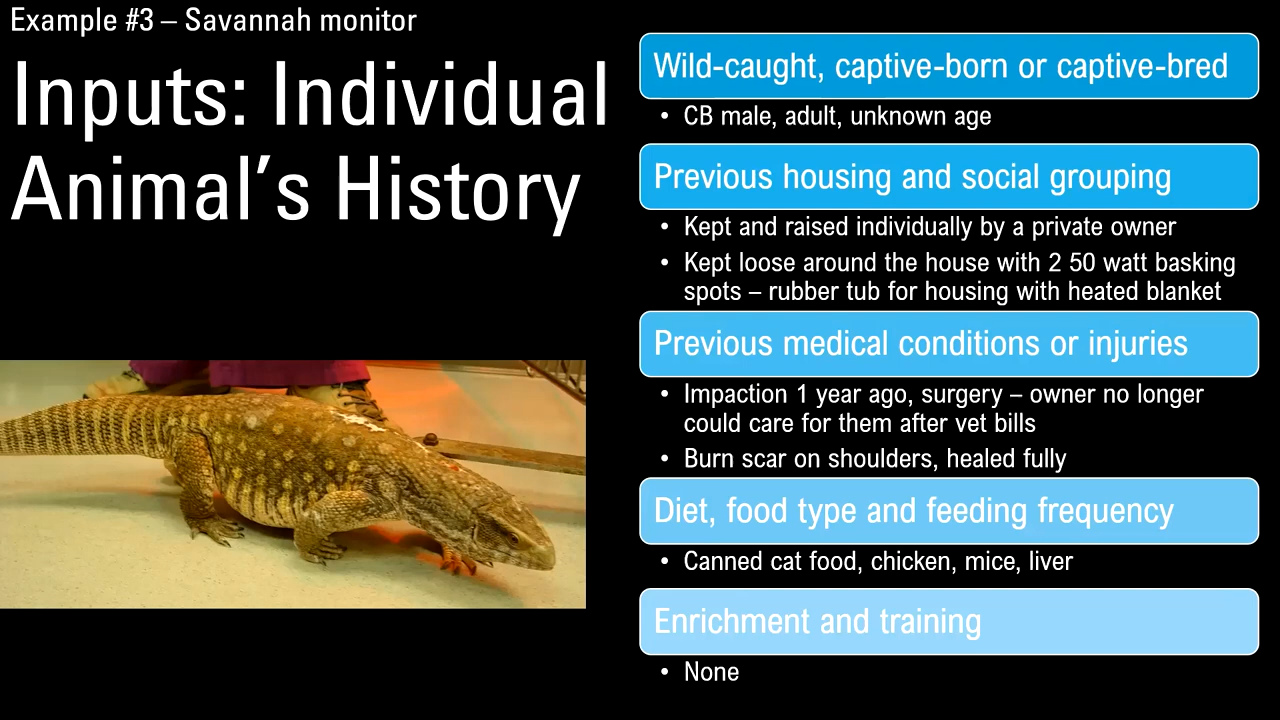 Example #3 – Savannah monitor
Inputs: Individual
Animal’s History
Wild-caught, captive-born or captive-bred
• CB male, adult, unknown age
Previous housing and social grouping
• Kept and raised individually by a private owner
• Kept loose around the house with 2 50 watt basking
spots – rubber tub for housing with heated blanket
Previous medical conditions or injuries
• Impaction 1 year ago, surgery – owner no longer
could care for them after vet bills
• Burn scar on shoulders, healed fully
Diet, food type and feeding frequency
• Canned cat food, chicken, mice, liver
Enrichment and training
• None